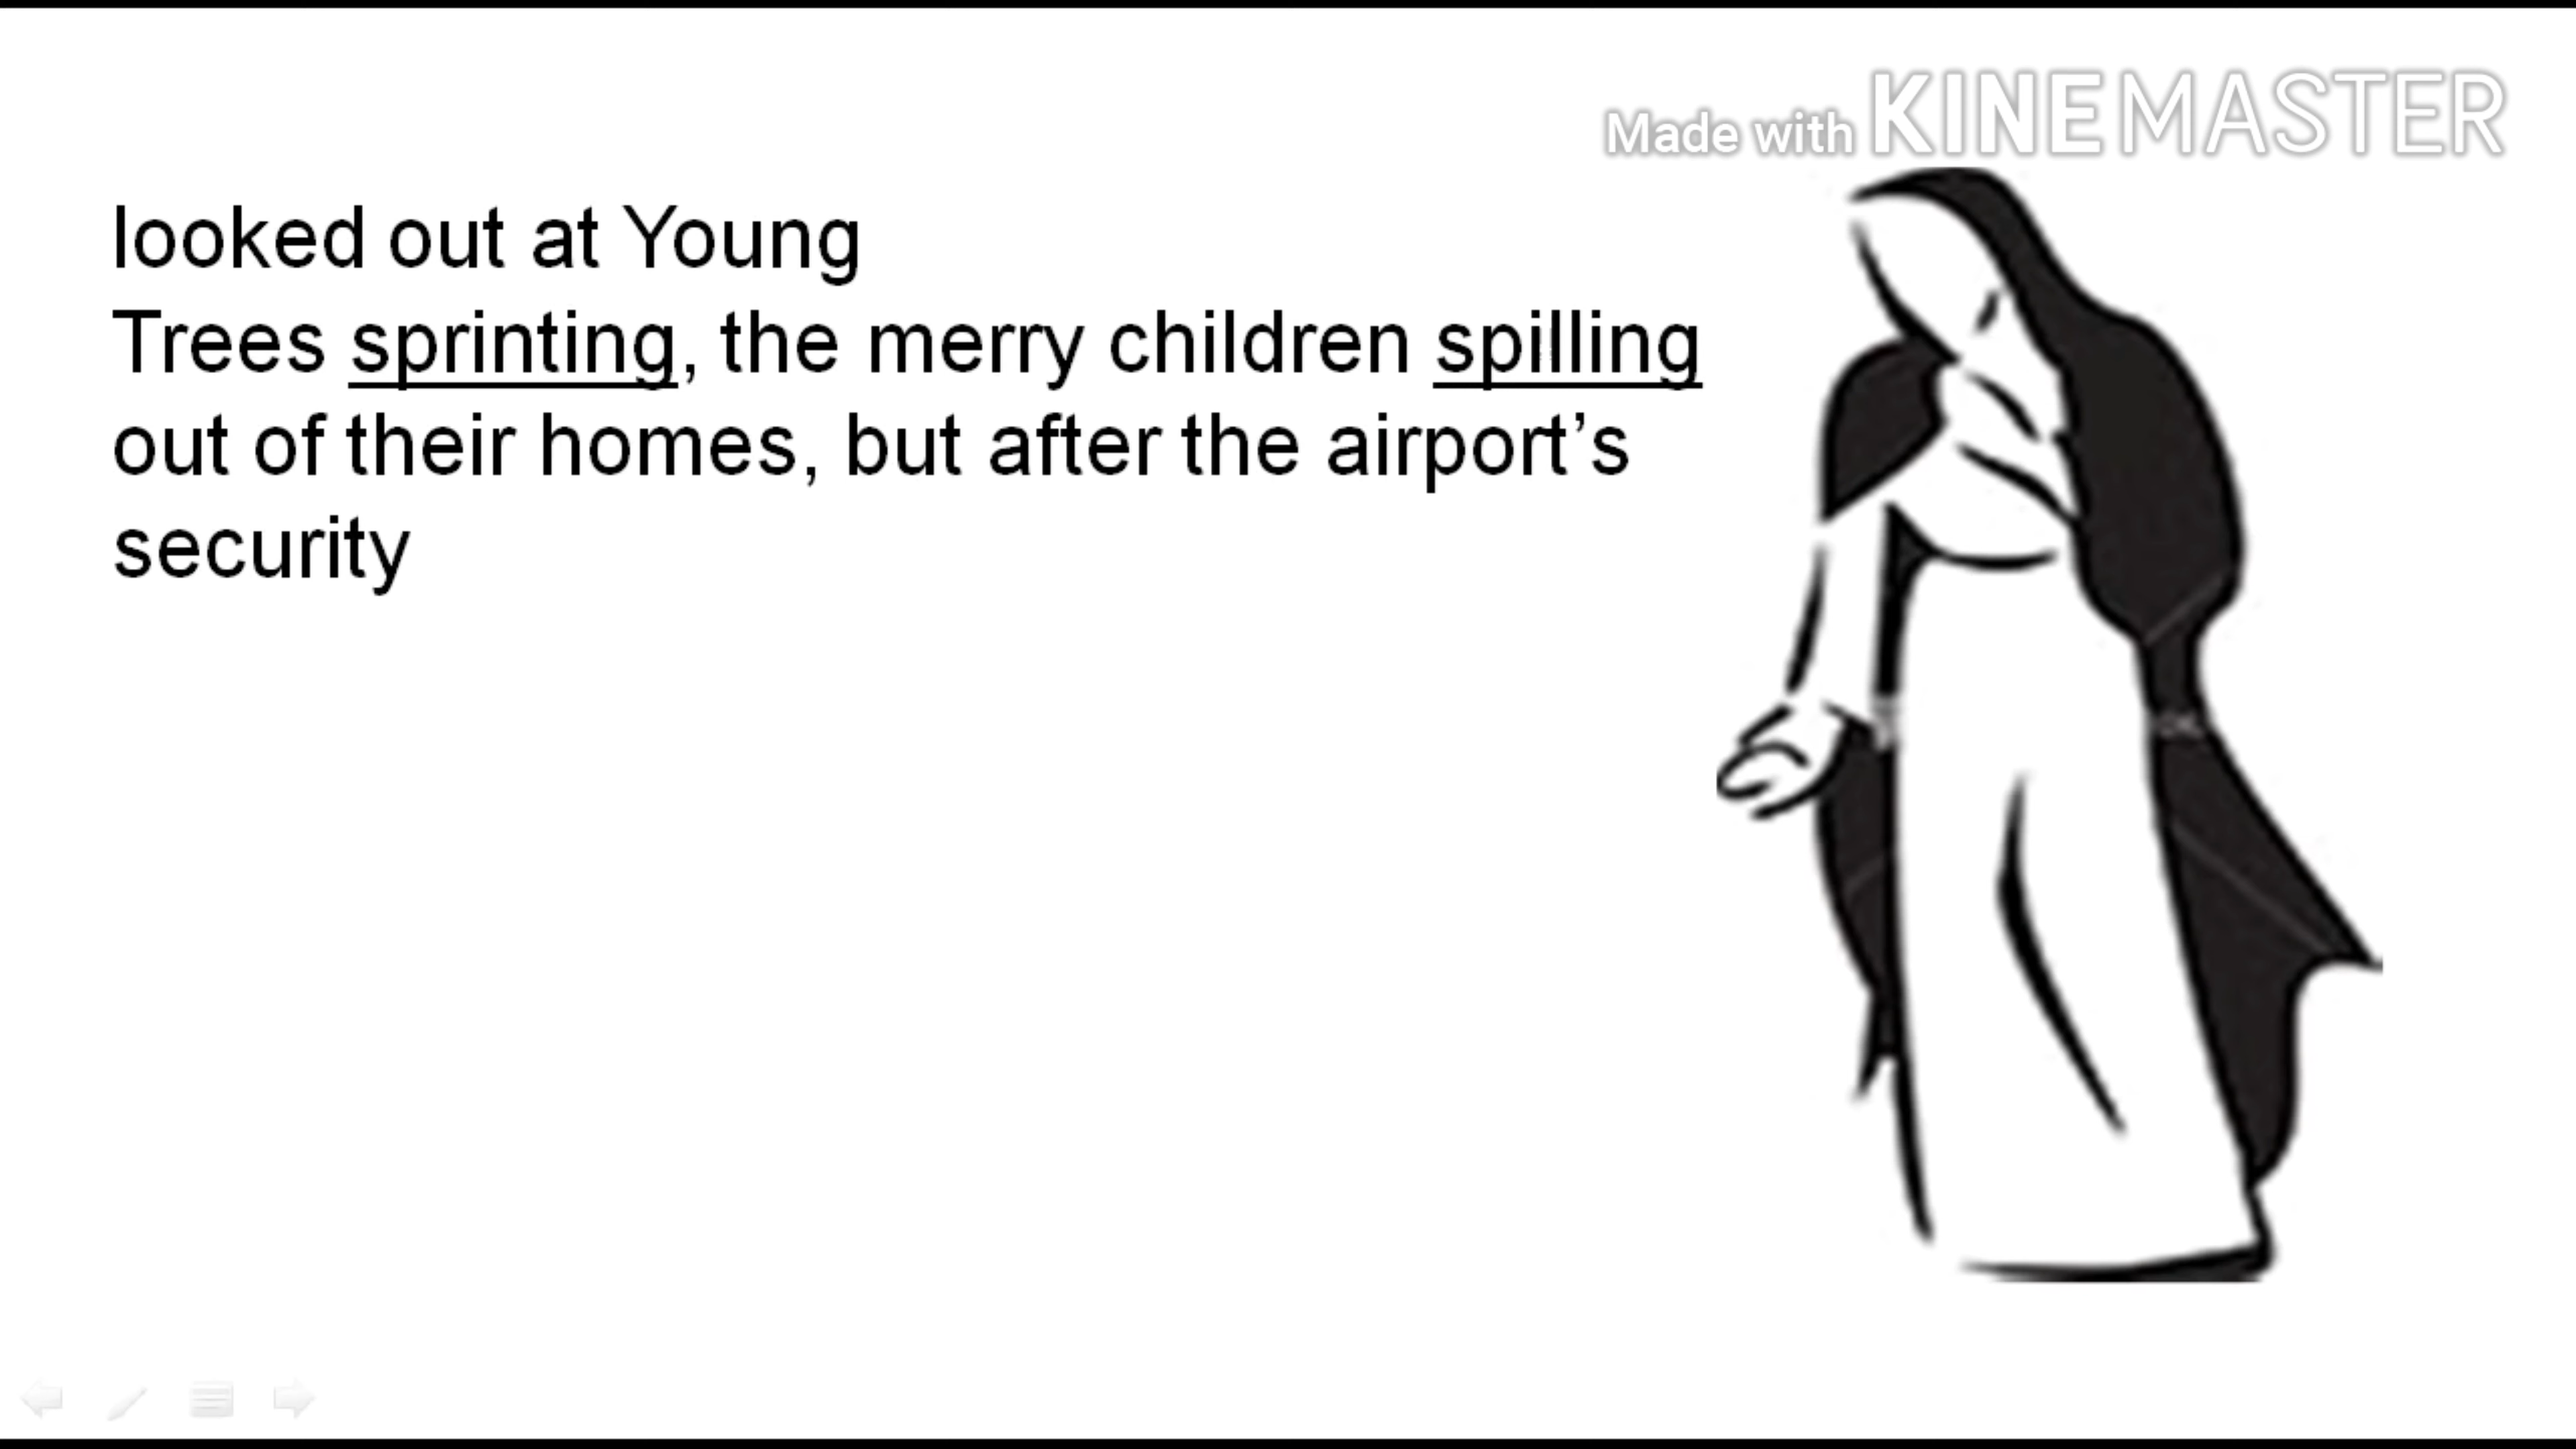 Made with KINEMASTER
looked out at Young
Trees sprinting, the merry children spilling
out of their homes, but after the airport’s
security